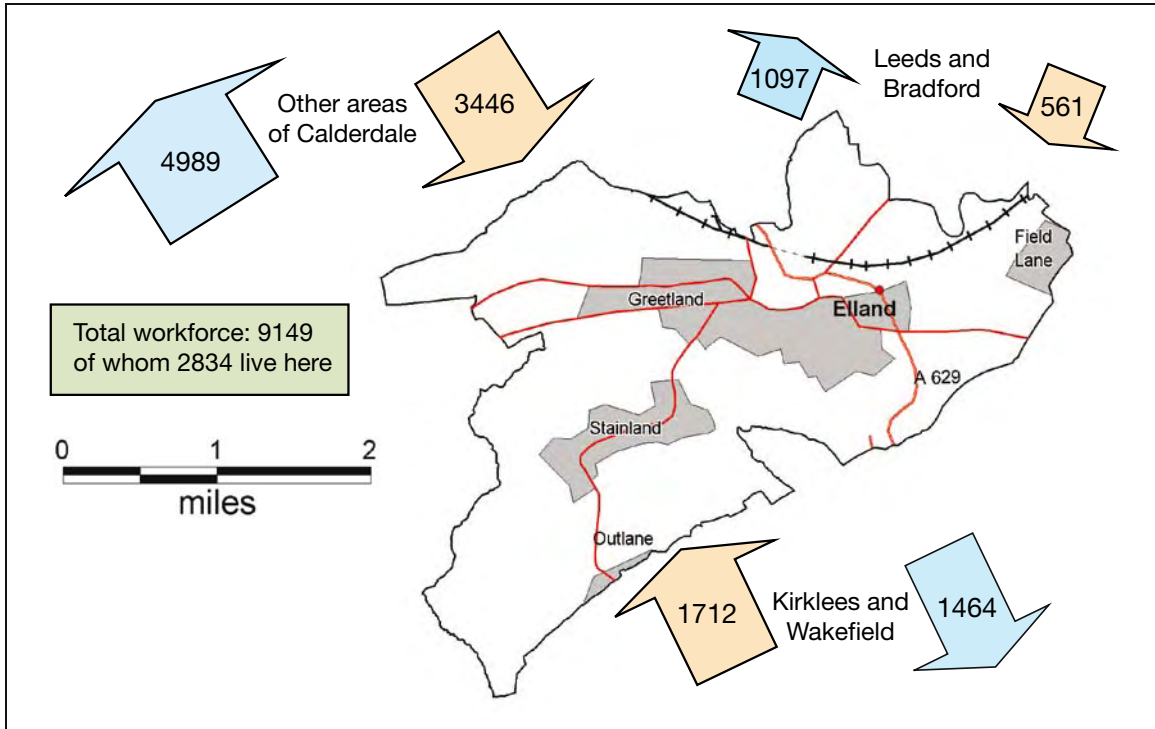 4989
Other areas
of Calderdale
3446
1097
Leeds and
Bradford
561
Field
Lane
Greetland
Elland
Total workforce: 9149
of whom 2834 live here
A 629
Stainland
0 1 2
miles
Outlane
1712
Kirklees and
Wakefield
1464